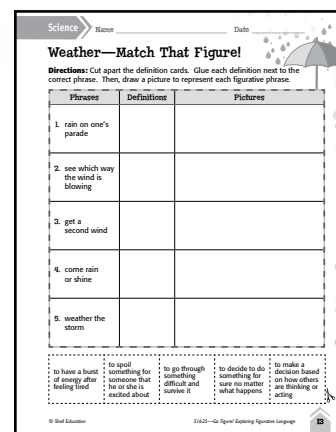 Science
Name
Date
Weather—Match That Figure!
Directions: Cut apart the definition cards. Glue each definition next to the
correct phrase. Then, draw a picture to represent each figurative phrase.
Phrases
Definitions
Pictures
1. rain on one's
parade
2. see which way
the wind is
blowing
3. get a
second wind
4. come rain
or shine
5. weather the
storm
to have a burst
of energy after
feeling tired
to spoil
something for
someone that
he or she is
excited about
to go through
something
difficult and
survive it
to decide to do
something for
sure no matter
what happens
to make a
decision based
on how others
are thinking or
acting
© Shell Education
51625—Go Figure! Exploring Figurative Language
13